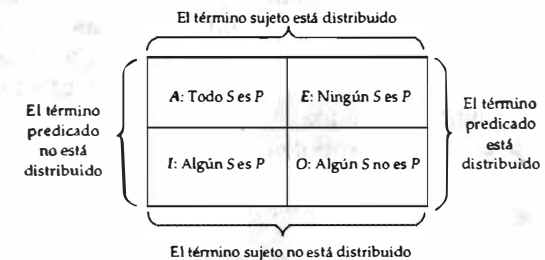 El término sujeto está distribuido
El término
predicado
no está
distribuido
A: Todo S es P
E: Ningún S es P
I: Algún S es P
O: Algún S no es P
El término
predicado
está
distribuido
El término sujeto no está distribuido